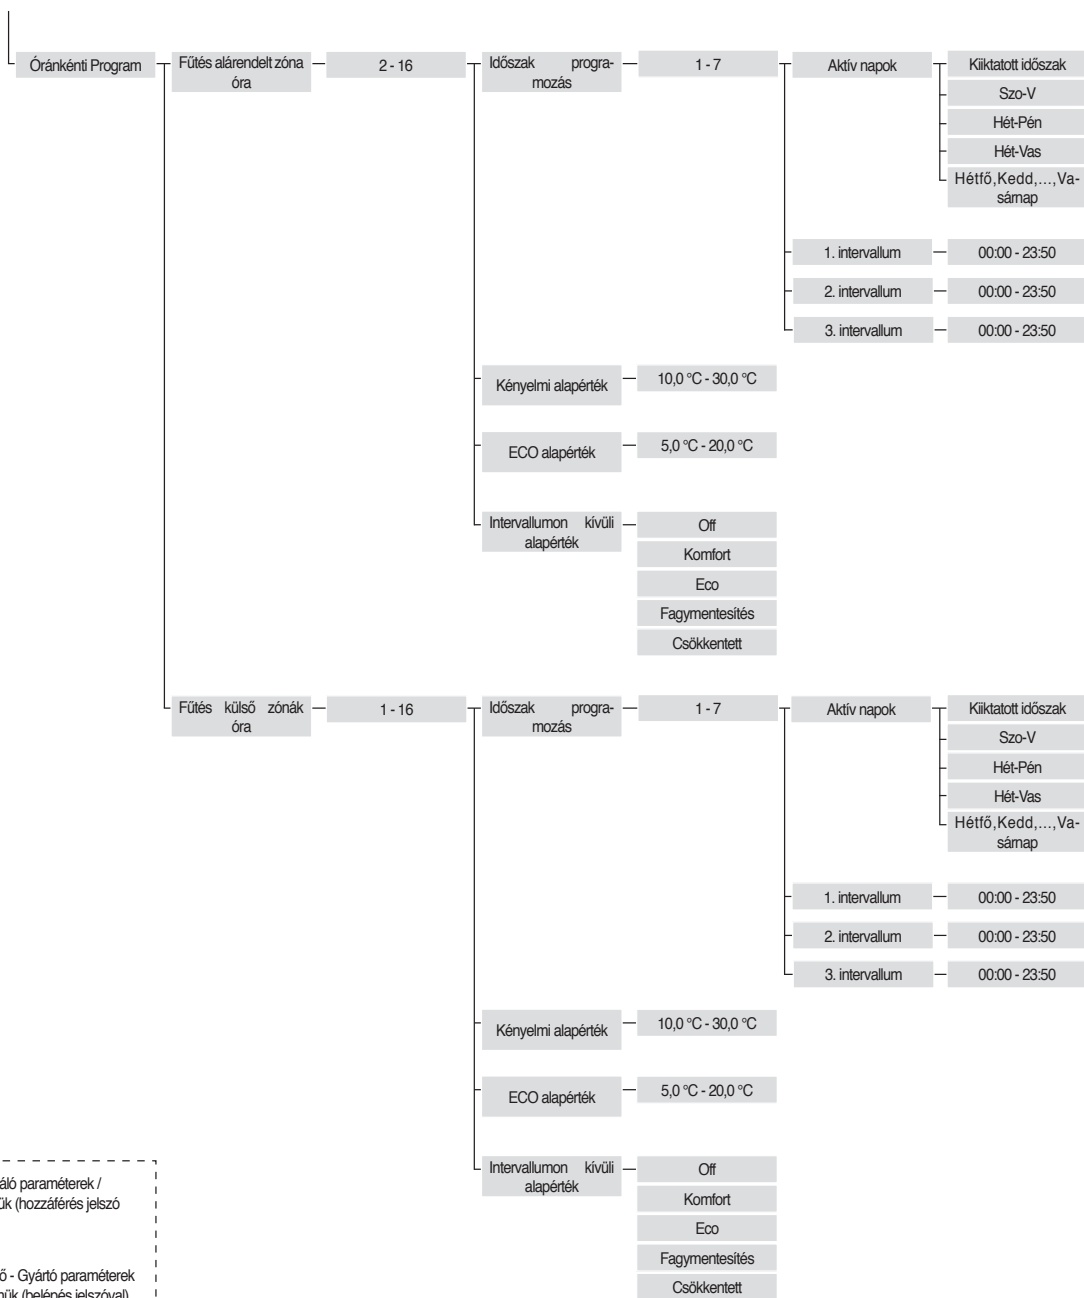 Óránkénti Program
Fűtés alárendelt zóna
óra
2 - 16
Időszak progra-
mozás
1 - 7
Aktív napok
Kiiktatott időszak
Szo-V
Hét-Pén
Hét-Vas
Hétfő,Kedd,...,Va-
sárnap
1. intervallum
00:00 - 23:50
2. intervallum
00:00 - 23:50
3. intervallum
00:00 - 23:50
Kényelmi alapérték
10,0 °C - 30,0 °C
ECO alapérték
5,0 °C - 20,0 °C
Intervallumon kívüli
alapérték
Off
Komfort
Eco
Fagymentesítés
Csökkentett
Fűtés külső zónák
óra
1 - 16
Időszak progra-
mozás
1 - 7
Aktív napok
Kiiktatott időszak
Szo-V
Hét-Pén
Hét-Vas
Hétfő,Kedd,...,Va-
sárnap
1. intervallum
00:00 - 23:50
2. intervallum
00:00 - 23:50
3. intervallum
00:00 - 23:50
Kényelmi alapérték
10,0 °C - 30,0 °C
ECO alapérték
5,0 °C - 20,0 °C
Intervallumon kívüli
alapérték
Off
Komfort
Eco
Fagymentesítés
Csökkentett
áló paraméterek /
ük (hozzáférés jelszó
ő - Gyártó paraméterek
nük (belépés jelszóval)